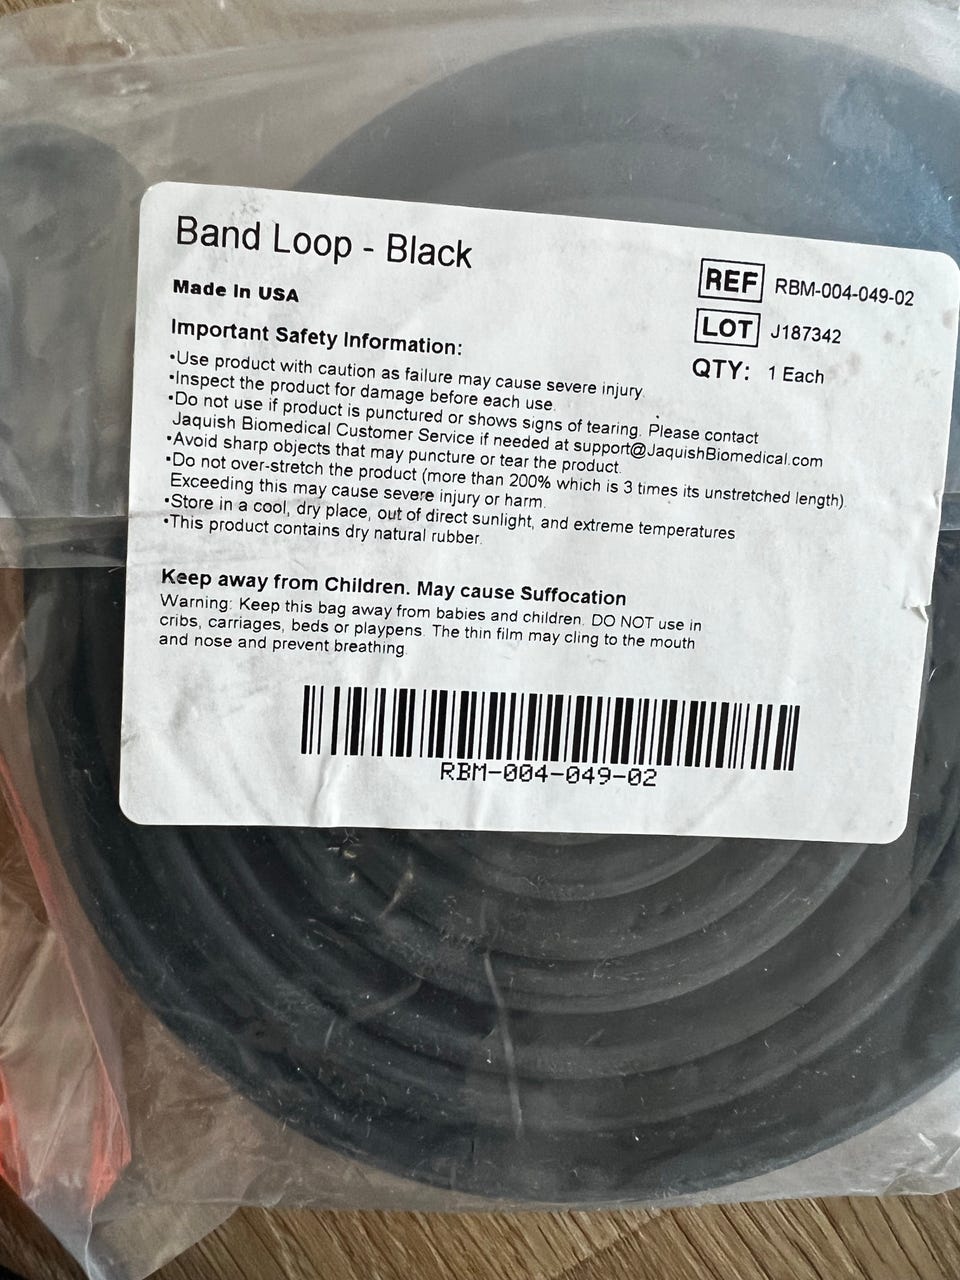 Band Loop - Black
Made In USA
REF RBM-004-049-02
LOT J187342
QTY: 1 Each
Important Safety Information:
•Use product with caution as failure may cause severe injury.
•Inspect the product for damage before each use.
•Do not use if product is punctured or shows signs of tearing. Please contact
Jaquish Biomedical Customer Service if needed at support@JaquishBiomedical.com
•Avoid sharp objects that may puncture or tear the product.
•Do not over-stretch the product (more than 200% which is 3 times its unstretched length).
Exceeding this may cause severe injury or harm.
•Store in a cool, dry place, out of direct sunlight, and extreme temperatures
•This product contains dry natural rubber.
Keep away from Children. May cause Suffocation
Warning: Keep this bag away from babies and children. DO NOT use in
cribs, carriages, beds or playpens. The thin film may cling to the mouth
and nose and prevent breathing.
RBM-004-049-02